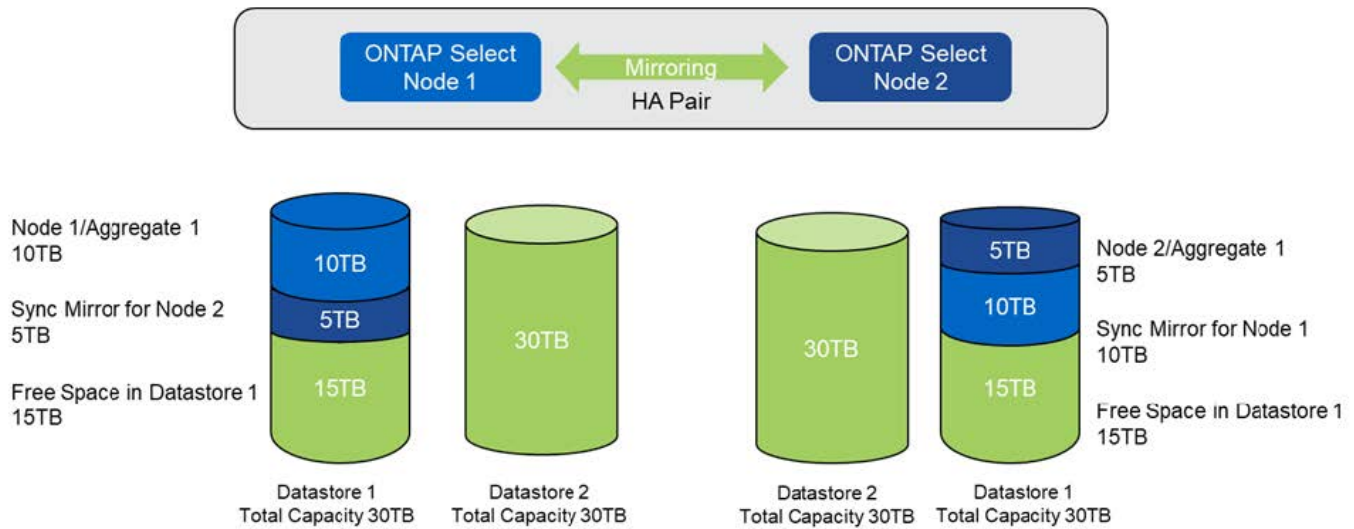 ONTAP Select
Node 1
Mirroring
HA Pair
ONTAP Select
Node 2
Node 1/Aggregate 1
10TB
Sync Mirror for Node 2
5TB
Free Space in Datastore 1
15TB
10TB
5TB
15TB
30TB
30TB
5TB
10TB
15TB
Node 2/Aggregate 1
5TB
Sync Mirror for Node 1
10TB
Free Space in Datastore 1
15TB
Datastore 1
Total Capacity 30TB
Datastore 2
Total Capacity 30TB
Datastore 2
Total Capacity 30TB
Datastore 1
Total Capacity 30TB